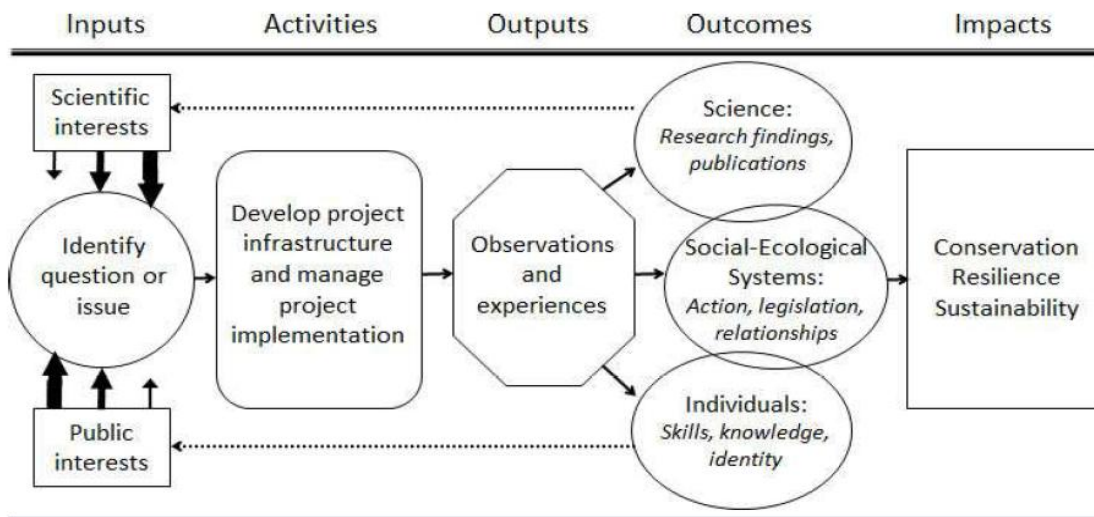 Inputs
Activities
Outputs
Outcomes
Impacts
Scientific
interests
Identify
question or
issue
Public
interests
Develop project
infrastructure
and manage
project
implementation
Observations
and
experiences
Science:
Research findings,
publications
Social-Ecological
Systems:
Action, legislation,
relationships
Individuals:
Skills, knowledge,
identity
Conservation
Resilience
Sustainability